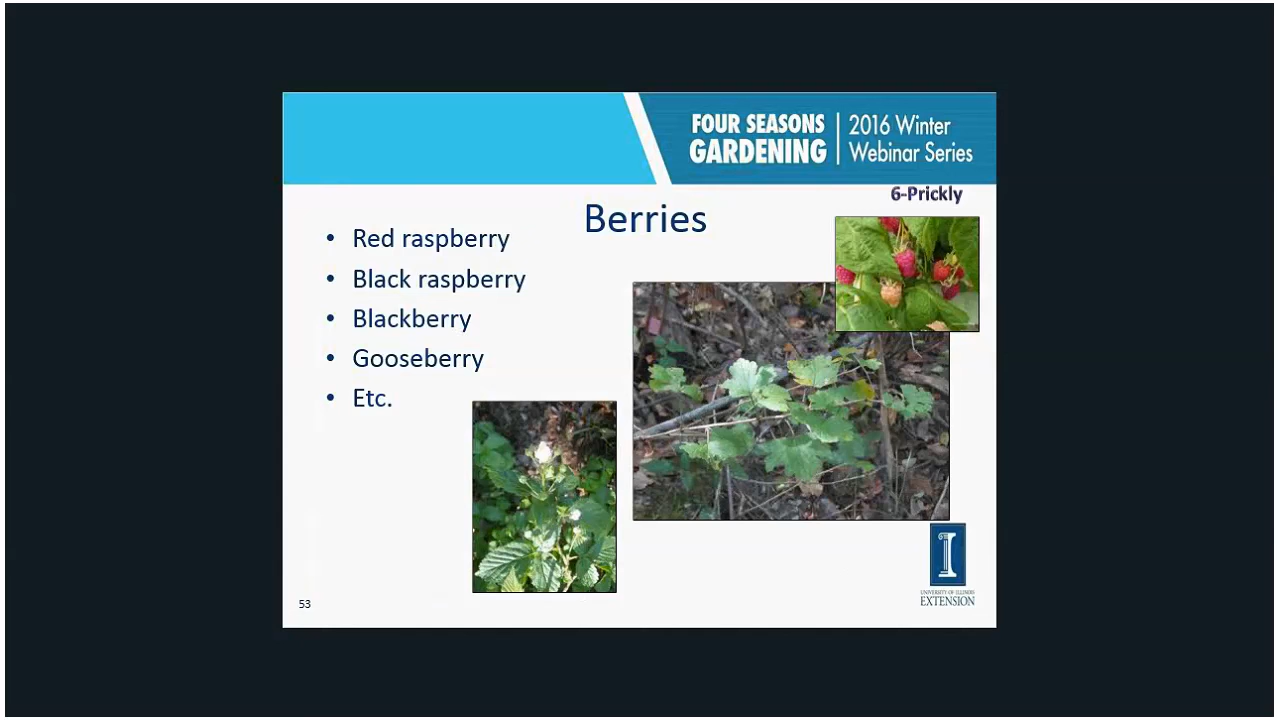 FOUR SEASONS
GARDENING
2016 Winter
Webinar Series
6-Prickly
Berries
• Red raspberry
• Black raspberry
• Blackberry
• Gooseberry
• Etc.
UNIVERSITY OF ILLINOIS
EXTENSION
53